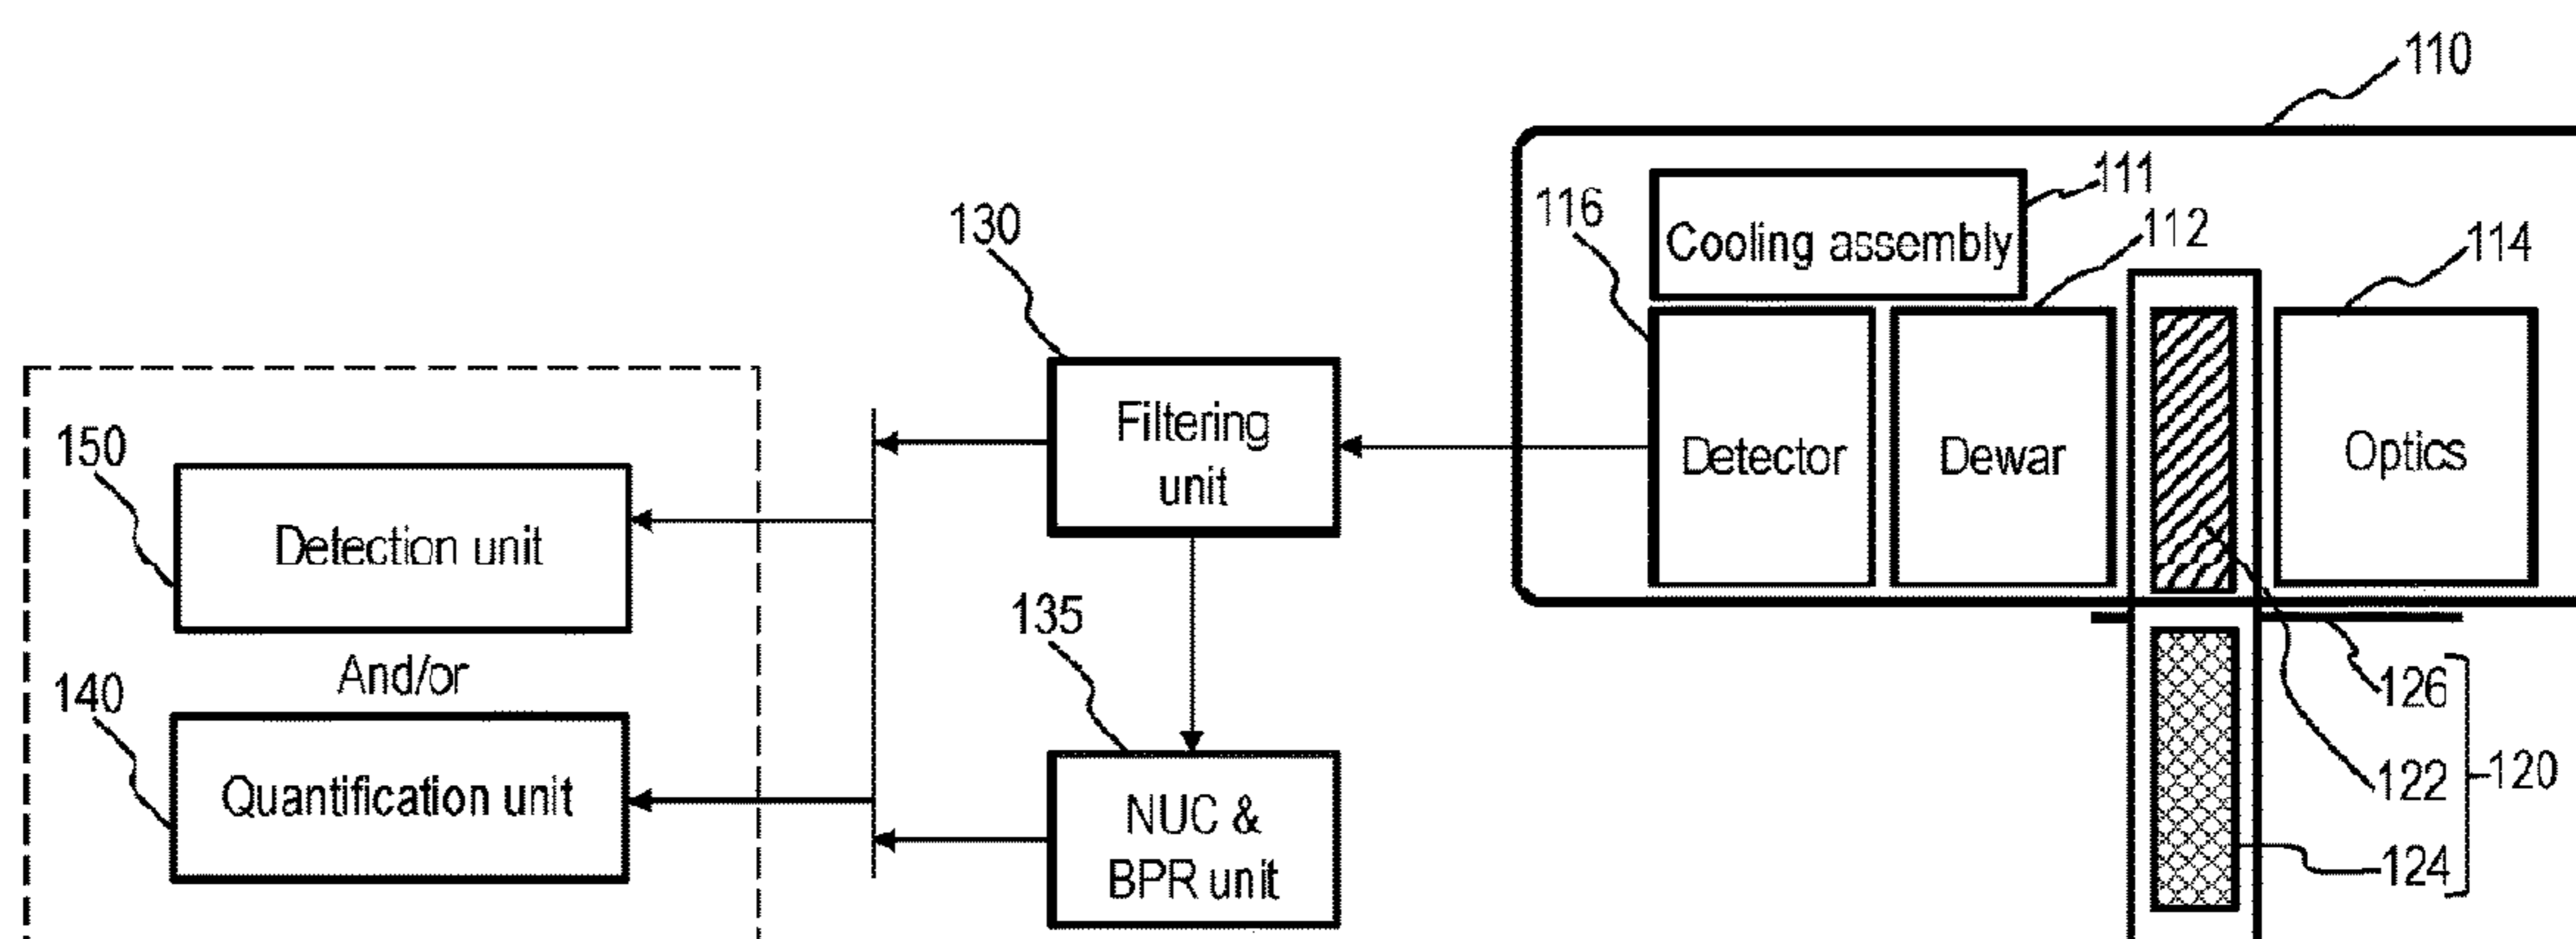 110
111
116
Cooling assembly
112
114
130
Filtering
unit
Detector
Dewar
Optics
150
Detection unit
And/or
135
140
Quantification unit
NUC &
BPR unit
126
122
120
124